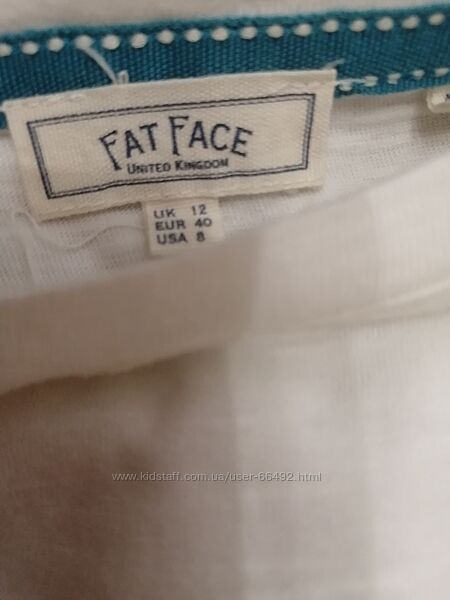 FAT FACE
UNITED KINGDOM
UK 12
EUR 40
USA 8
www.kidstaff.com.ua/user-66492.html